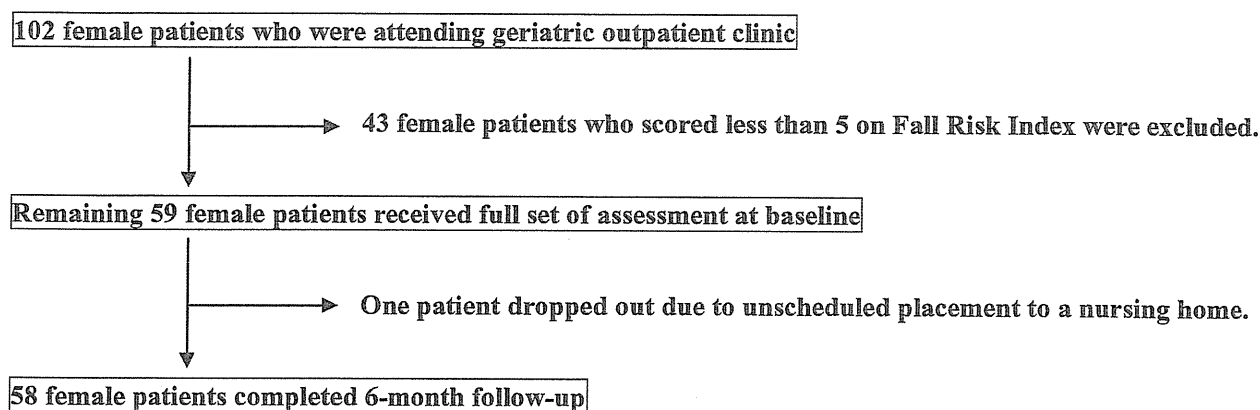 102 female patients who were attending geriatric outpatient clinic
43 female patients who scored less than 5 on Fall Risk Index were excluded.
Remaining 59 female patients received full set of assessment at baseline
One patient dropped out due to unscheduled placement to a nursing home.
58 female patients completed 6-month follow-up